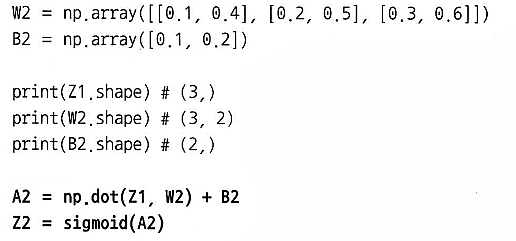 W2 = np.array([[0.1, 0.4], [0.2, 0.5], [0.3, 0.6]])
B2 = np.array([0.1, 0.2])
print(Z1.shape) # (3,)
print(W2.shape) # (3, 2)
print(B2.shape) # (2,)
A2 = np.dot(Z1, W2) + B2
Z2 = sigmoid(A2)